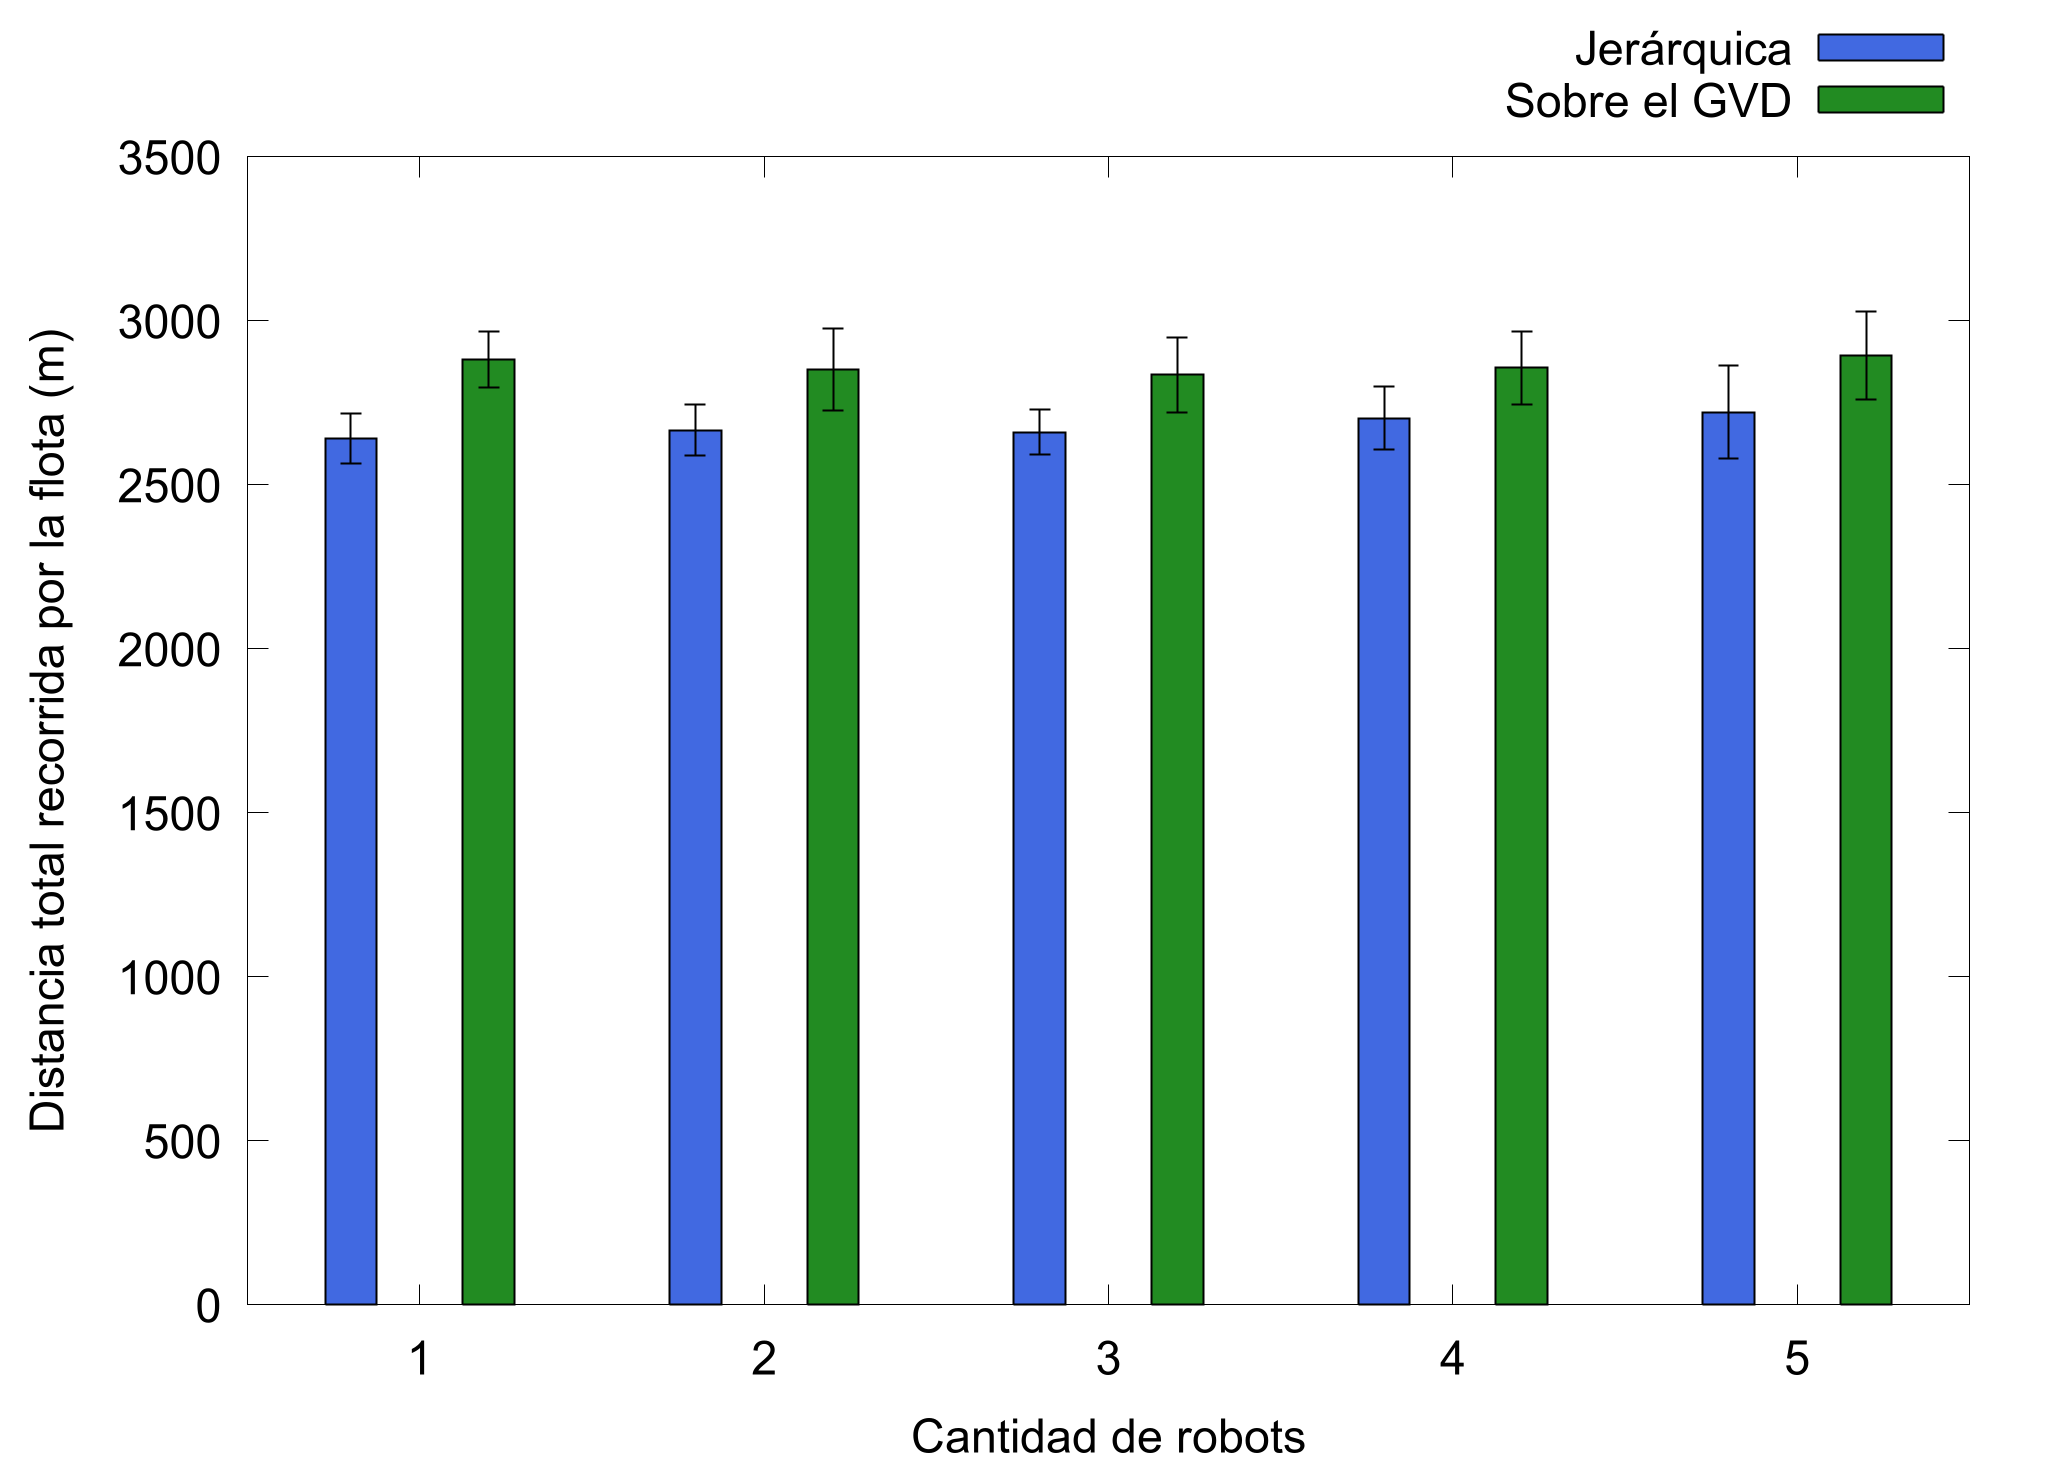 Jerárquica
Sobre el GVD
3500
3000
2500
2000
1500
1000
500
0
Distancia total recorrida por la flota (m)
1 2 3 4 5
Cantidad de robots